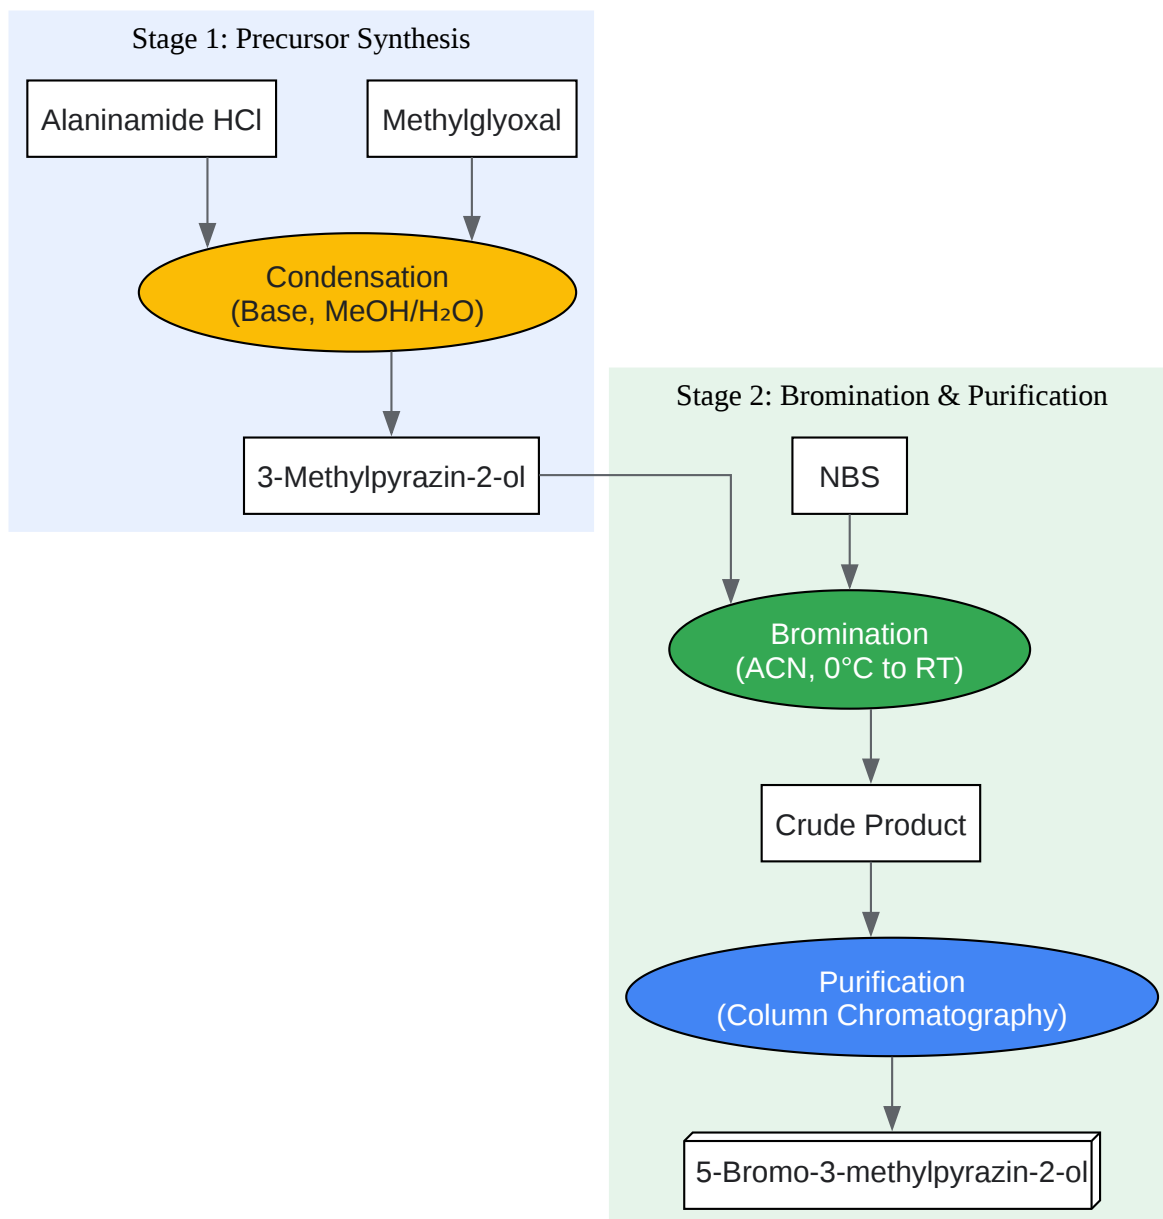 Stage 1: Precursor Synthesis
Alaninamide HCl
Methylglyoxal
Condensation
(Base, MeOH/H₂O)
3-Methylpyrazin-2-ol
Stage 2: Bromination & Purification
NBS
Bromination
(ACN, 0°C to RT)
Crude Product
Purification
(Column Chromatography)
5-Bromo-3-methylpyrazin-2-ol